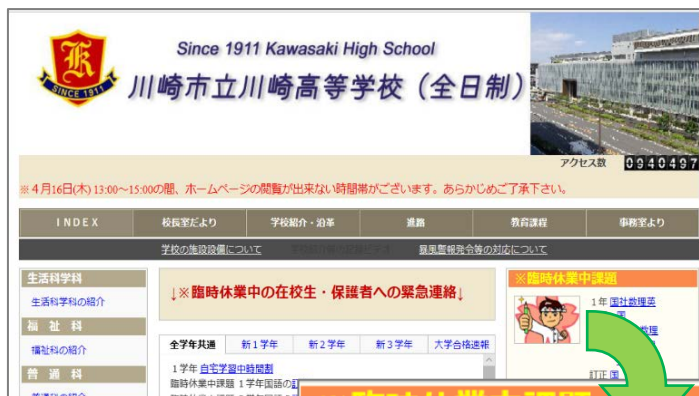 Since 1911 Kawasaki High School
SINCE 1911
川崎市立川崎高等学校（全日制）
アクセス数 0940497
※４月16日(木) 13:00～15:00の間、ホームページの閲覧が出来ない時間帯がございます。あらかじめご了承下さい。
INDEX 校長室だより 学校紹介・沿革 進路 教育課程 事務室より
学校の施設設備について 暴風警報発令等の対応について
生活科学科
生活科学科の紹介
福 祉 科
福祉科の紹介
普 通 科
↓※臨時休業中の在校生・保護者への緊急連絡↓
全学年共通 新１学年 新２学年 新３学年 大学合格速報
１学年 自宅学習中時間割
臨時休業中課題 １学年国語の訂
※臨時休業中課題
１年 国社数理英
数理
訂正 国